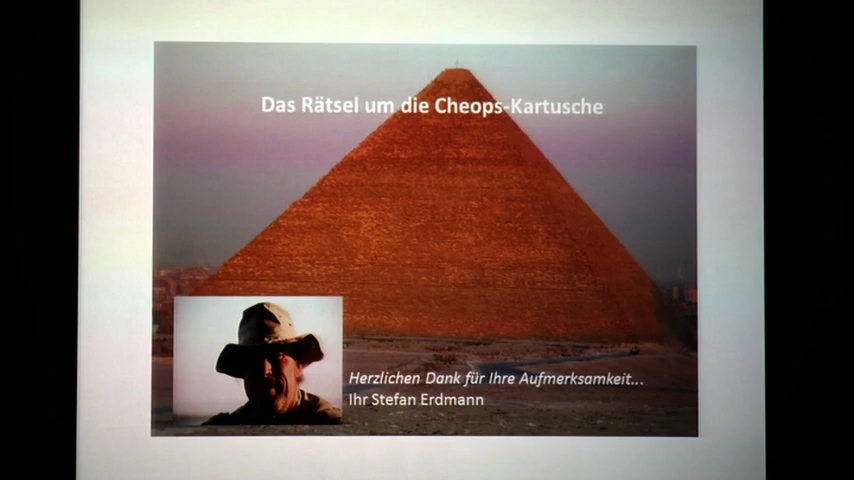 Das Rätsel um die Cheops-Kartusche
Herzlichen Dank für Ihre Aufmerksamkeit...
Ihr Stefan Erdmann